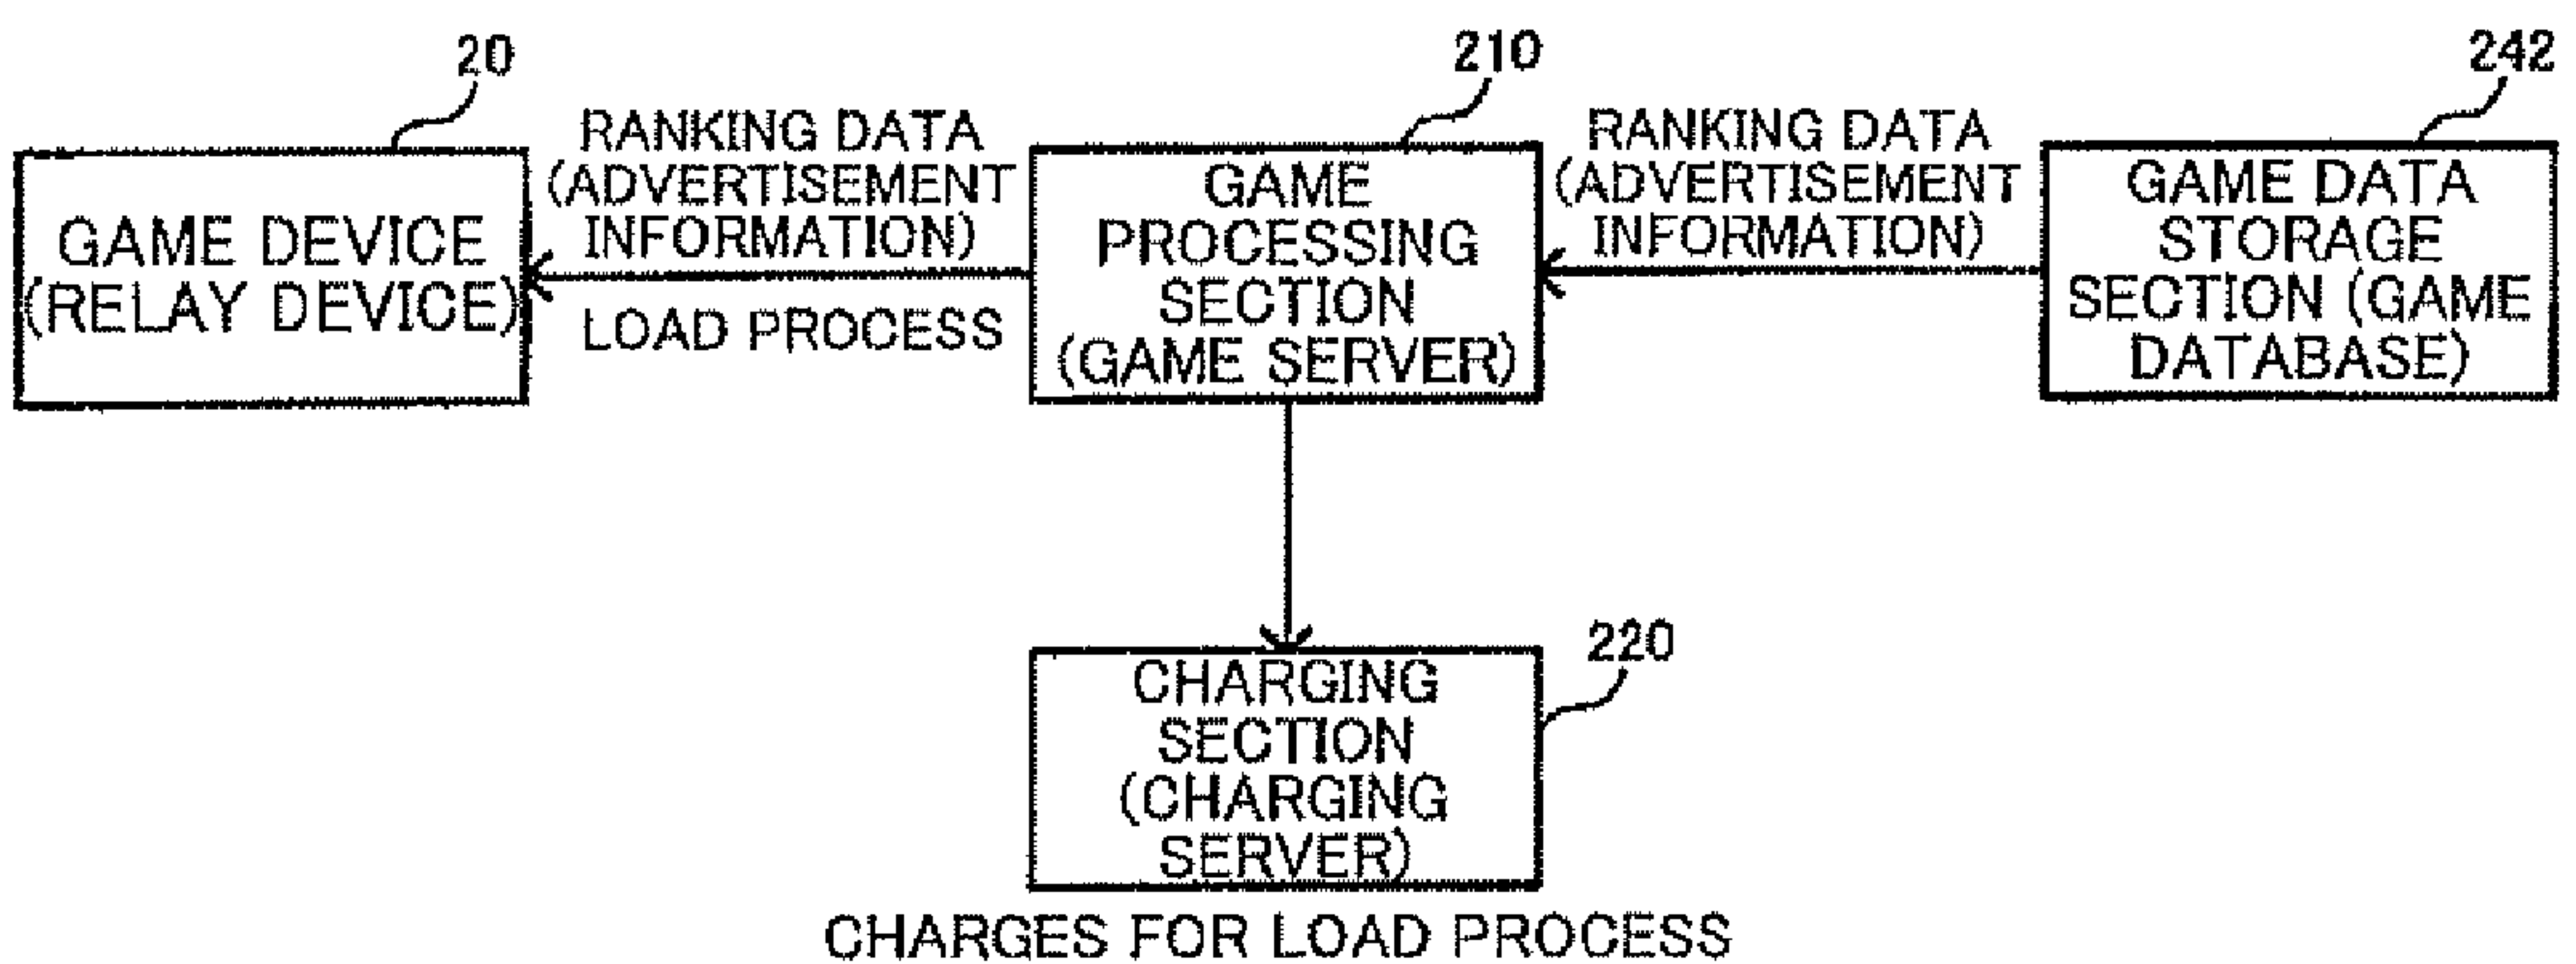 20
210
242
RANKING DATA
(ADVERTISEMENT
INFORMATION)
RANKING DATA
(ADVERTISEMENT
INFORMATION)
GAME DEVICE
(RELAY DEVICE)
LOAD PROCESS
GAME
PROCESSING
SECTION
(GAME SERVER)
GAME DATA
STORAGE
SECTION (GAME
DATABASE)
220
CHARGING
SECTION
(CHARGING
SERVER)
CHARGES FOR LOAD PROCESS